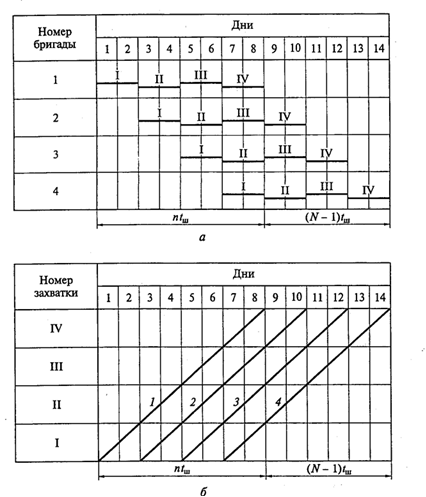 Номер бригады
Дни
1 2 3 4 5 6 7 8 9 10 11 12 13 14
1 I II III IV
2 I II III IV
3 I II III IV
4 I II III IV
ntш (N − 1)tш
а
Номер захватки
Дни
1 2 3 4 5 6 7 8 9 10 11 12 13 14
IV
III
II 1 2 3 4
I
ntш (N − 1)tш
б